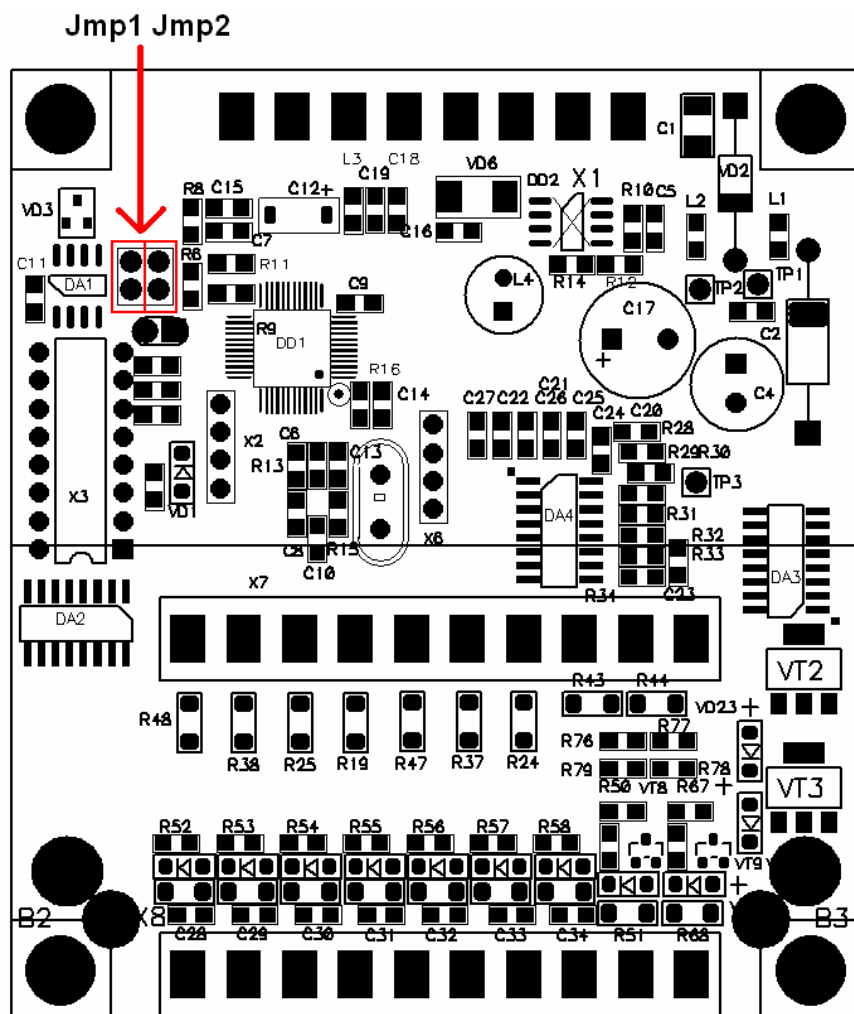 Jmp1 Jmp2
C1
L3
C18
C19
VD6
DD2
X1
VD2
R8
C15
C12+
R10
C5
L2
L1
VD3
C7
C16
C11
DA1
R6
R11
L4
R14
R12
TP2
TP1
C9
C17
C2
R9
DD1
+
R16
C14
C4
C27
C22
C21
C26
C25
C24
C20
R28
X2
C6
R13
C13
R29
R30
X3
VD1
TP3
DA4
R31
C8
R15
X6
R32
R33
C10
DA3
X7
R34
C23
DA2
VT2
R43
R44
R48
VD23 +
R77
R76
R38
R25
R19
R47
R37
R24
R79
R78
VT3
R50
VT8
R67
+
R52
R53
R54
R55
R56
R57
R58
VT9
+
B2
X8
B3
C28
C29
C30
C31
C32
C33
C34
R51
R68